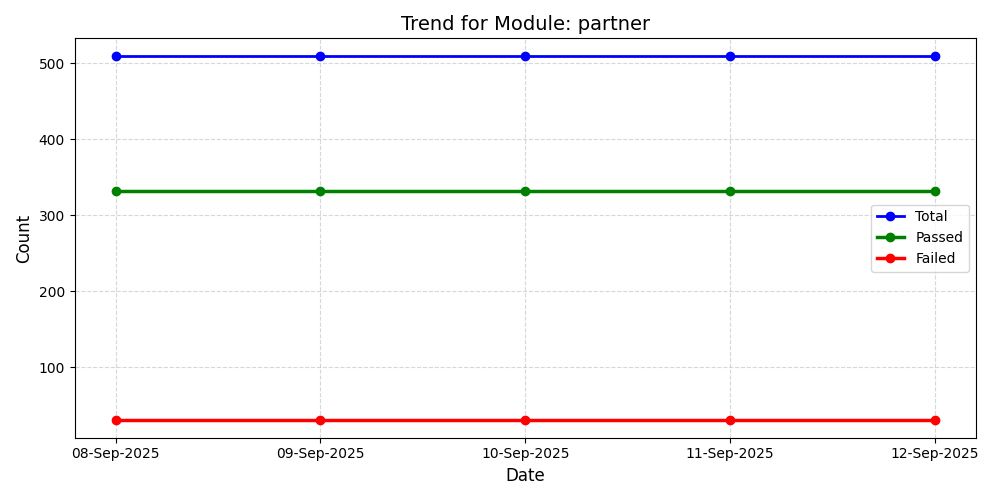 Trend for Module: partner
Count
500
400
300
200
100
Total
Passed
Failed
08-Sep-2025
09-Sep-2025
10-Sep-2025
11-Sep-2025
12-Sep-2025
Date